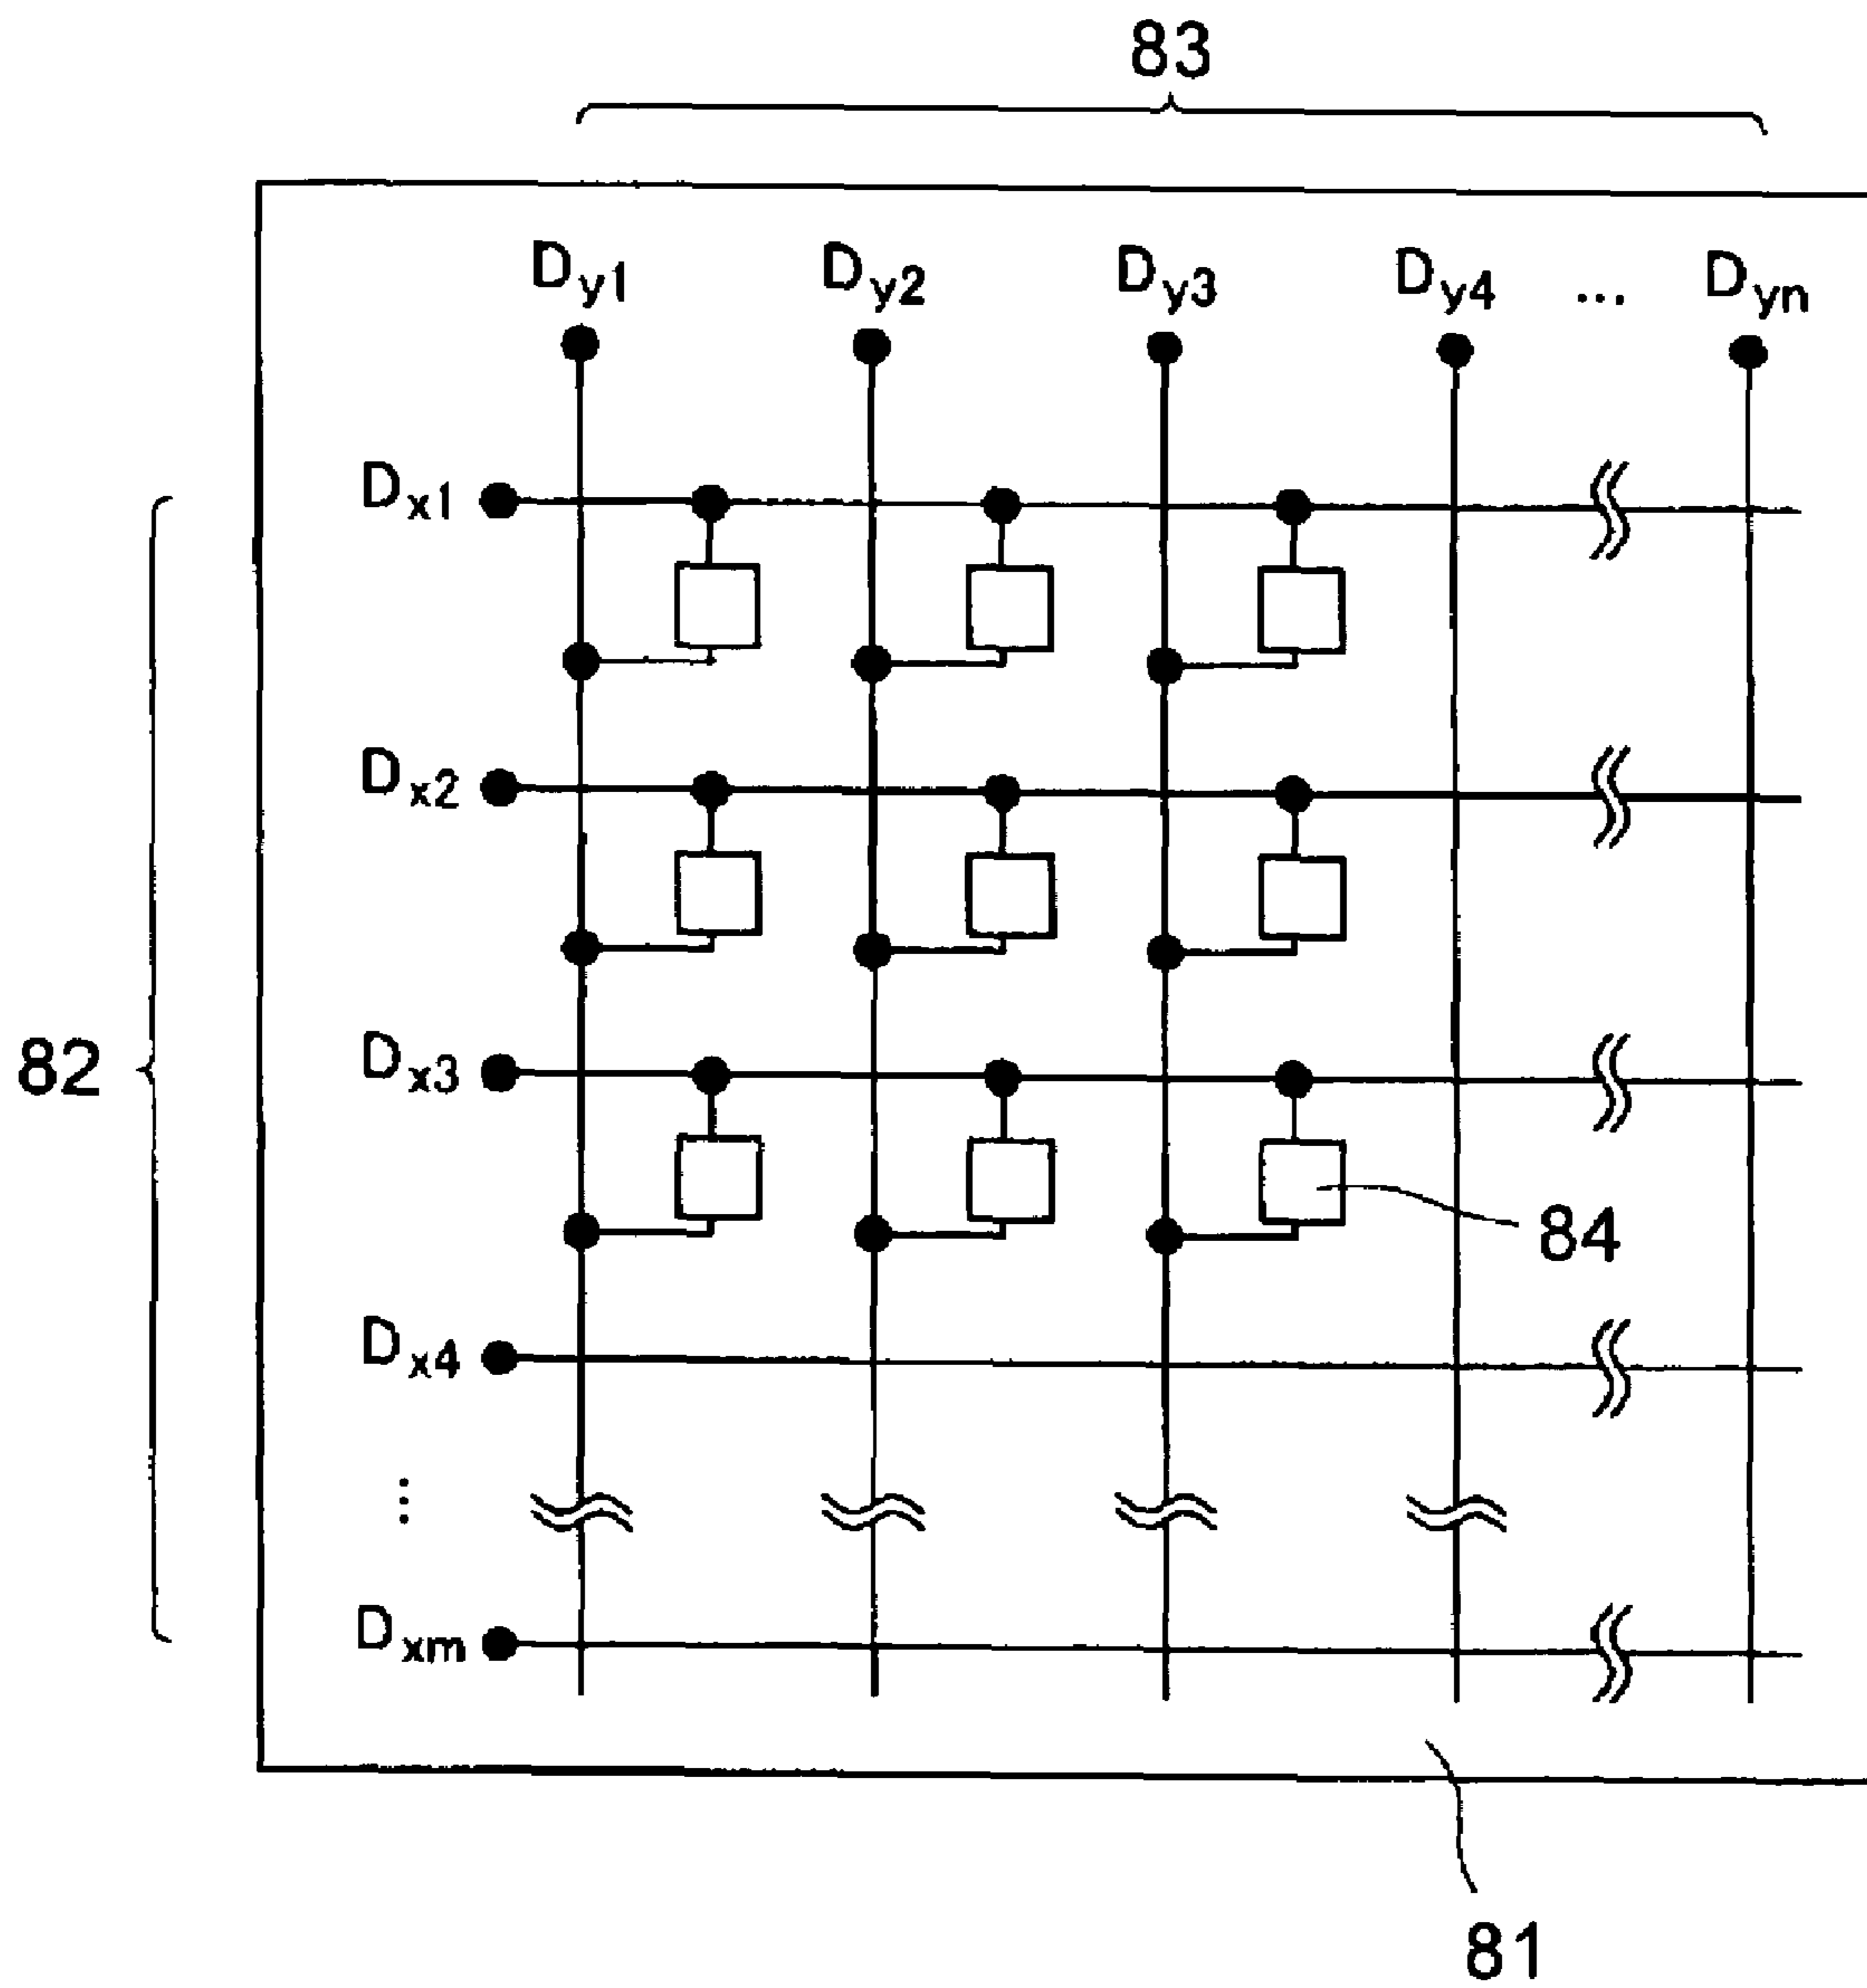 83
Dy1 Dy2 Dy3 Dy4 ... Dyn
Dx1
Dx2
82
Dx3
84
Dx4
⋮
Dxm
81